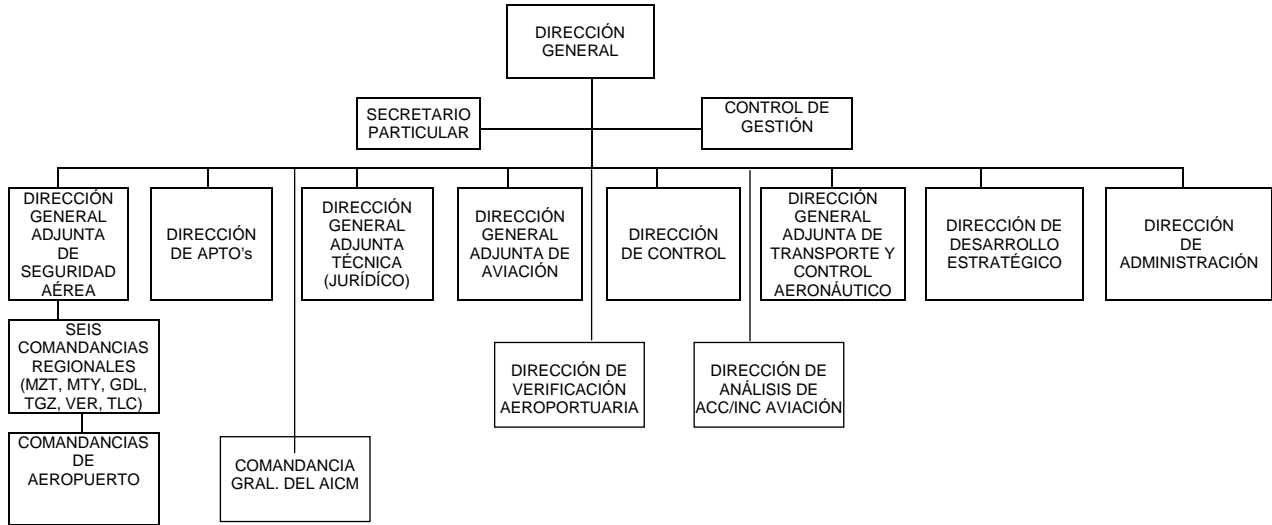 DIRECCIÓN
GENERAL
SECRETARIO
PARTICULAR
CONTROL DE
GESTIÓN
DIRECCIÓN
GENERAL
ADJUNTA
DE
SEGURIDAD
AÉREA
DIRECCIÓN
DE APTO's
DIRECCIÓN
GENERAL
ADJUNTA
TÉCNICA
(JURÍDÍCO)
DIRECCIÓN
GENERAL
ADJUNTA DE
AVIACIÓN
DIRECCIÓN
DE CONTROL
DIRECCIÓN
GENERAL
ADJUNTA DE
TRANSPORTE Y
CONTROL
AERONÁUTICO
DIRECCIÓN DE
DESARROLLO
ESTRATÉGICO
DIRECCIÓN
DE
ADMINISTRACIÓN
SEIS
COMANDANCIAS
REGIONALES
(MZT, MTY, GDL,
TGZ, VER, TLC)
DIRECCIÓN DE
VERIFICACIÓN
AEROPORTUARIA
DIRECCIÓN DE
ANÁLISIS DE
ACC/INC AVIACIÓN
COMANDANCIAS
DE
AEROPUERTO
COMANDANCIA
GRAL. DEL AICM